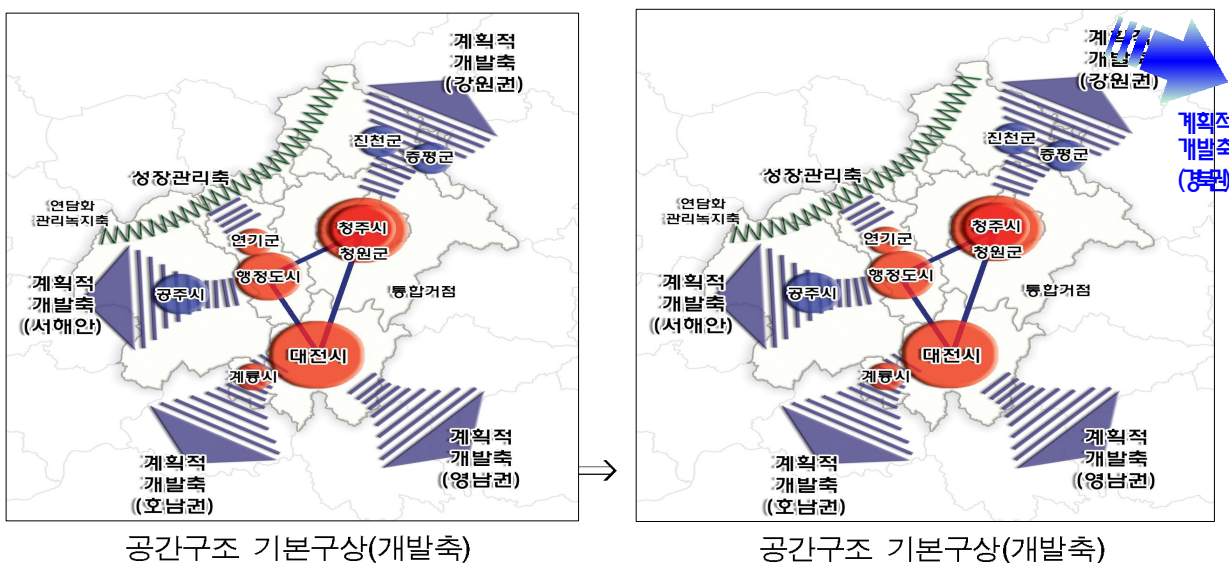 계획적
개발축
(강원권)
진천군
증평군
성장관리축
연담화
관리녹지축
청주시
연기군
청원군
행정도시
계획적
개발축
(서해안)
공주시
통합거점
대전시
계룡시
계획적
개발축
(영남권)
계획적
개발축
(호남권)
→
공간구조 기본구상(개발축)
계획적
개발축
(강원권)
계획적
개발축
(경북권)
진천군
증평군
성장관리축
연담화
관리녹지축
청주시
연기군
청원군
행정도시
계획적
개발축
(서해안)
공주시
통합거점
대전시
계룡시
계획적
개발축
(영남권)
계획적
개발축
(호남권)
공간구조 기본구상(개발축)